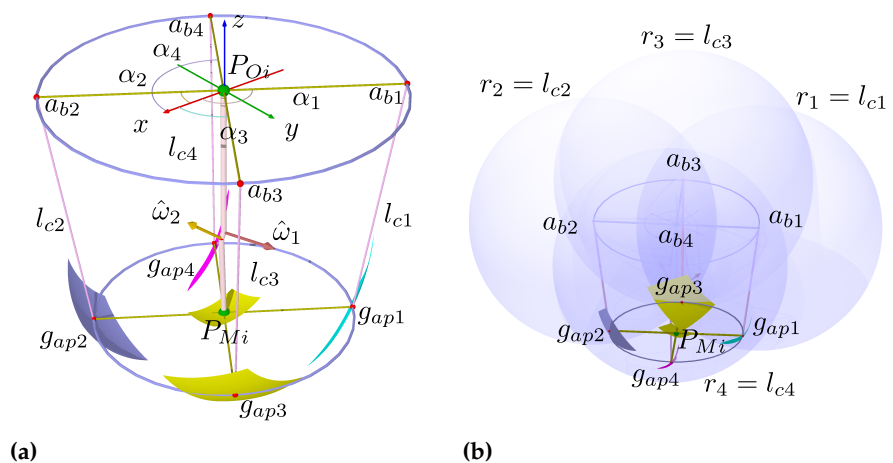 a_{b4}
z
α_4
P_{Oi}
α_2
α_1
a_{b1}
a_{b2}
x
y
α_3
l_{c4}
a_{b3}
l_{c2}
l_{c1}
\hat{ω}_2
\hat{ω}_1
g_{ap4}
l_{c3}
g_{ap1}
g_{ap2}
P_{Mi}
g_{ap3}
(a)
r_3 = l_{c3}
r_2 = l_{c2}
r_1 = l_{c1}
a_{b3}
a_{b2}
a_{b1}
a_{b4}
g_{ap3}
g_{ap2}
g_{ap1}
P_{Mi}
g_{ap4}
r_4 = l_{c4}
(b)